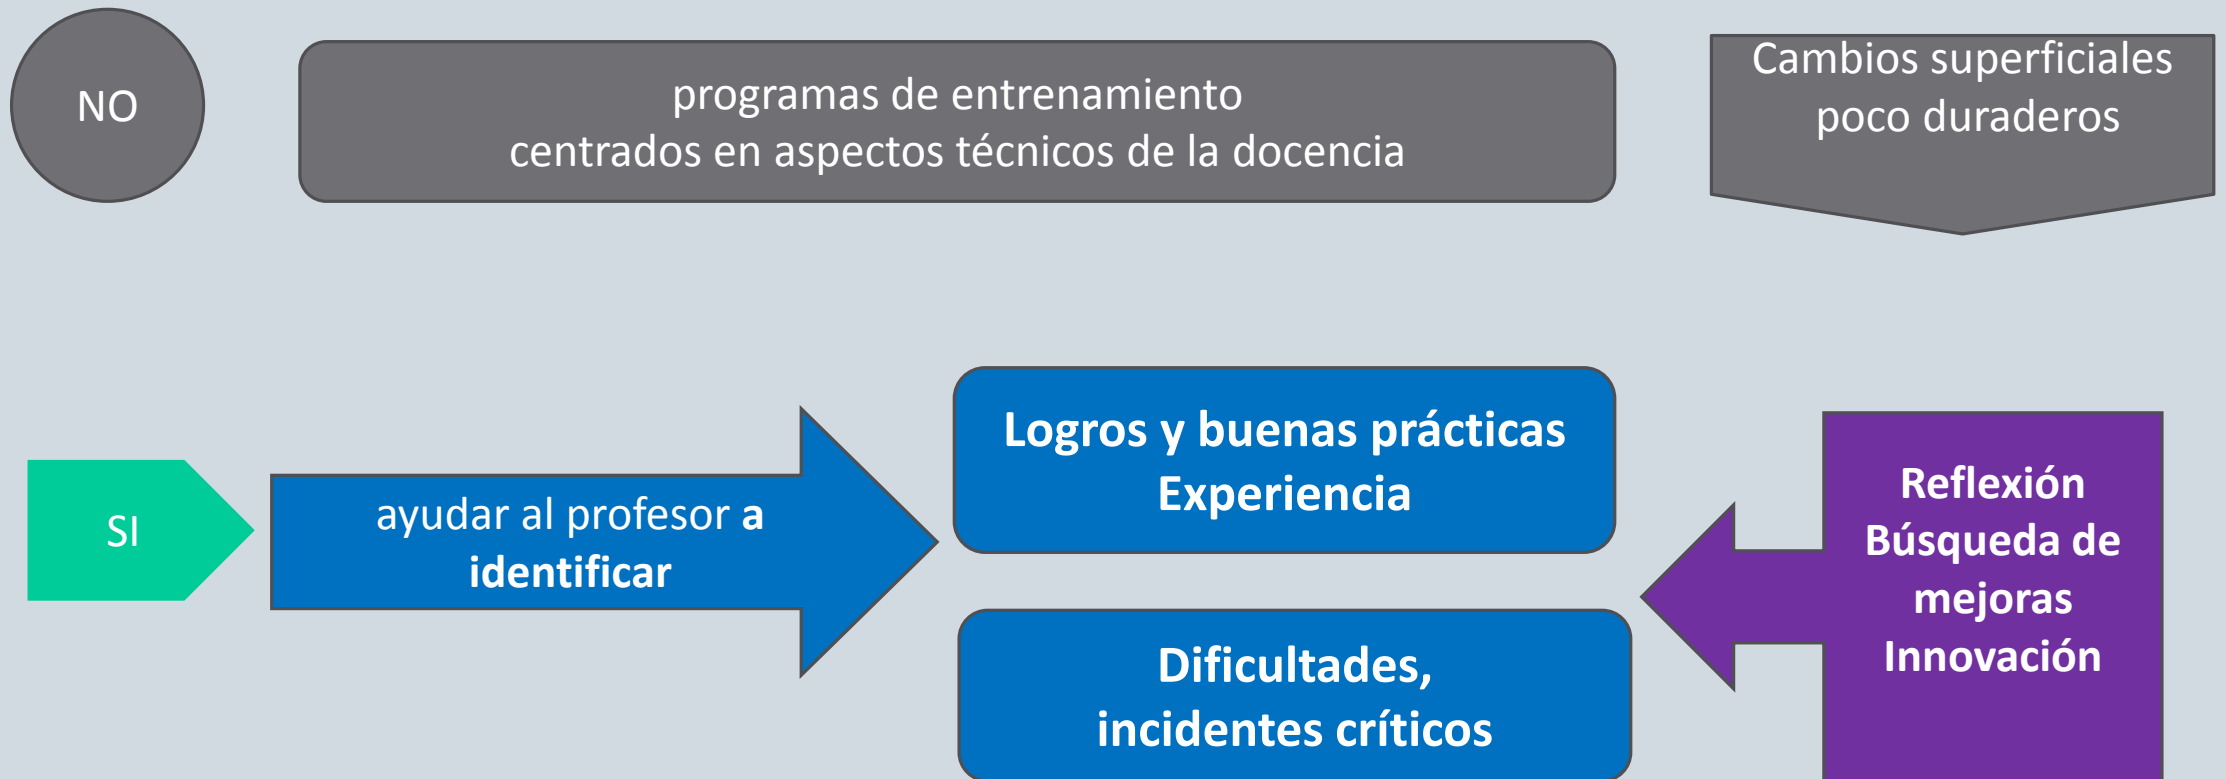 NO
programas de entrenamiento
centrados en aspectos técnicos de la docencia
Cambios superficiales
poco duraderos
SI
ayudar al profesor a
identificar
Logros y buenas prácticas
Experiencia
Dificultades,
incidentes críticos
Reflexión
Búsqueda de
mejoras
Innovación